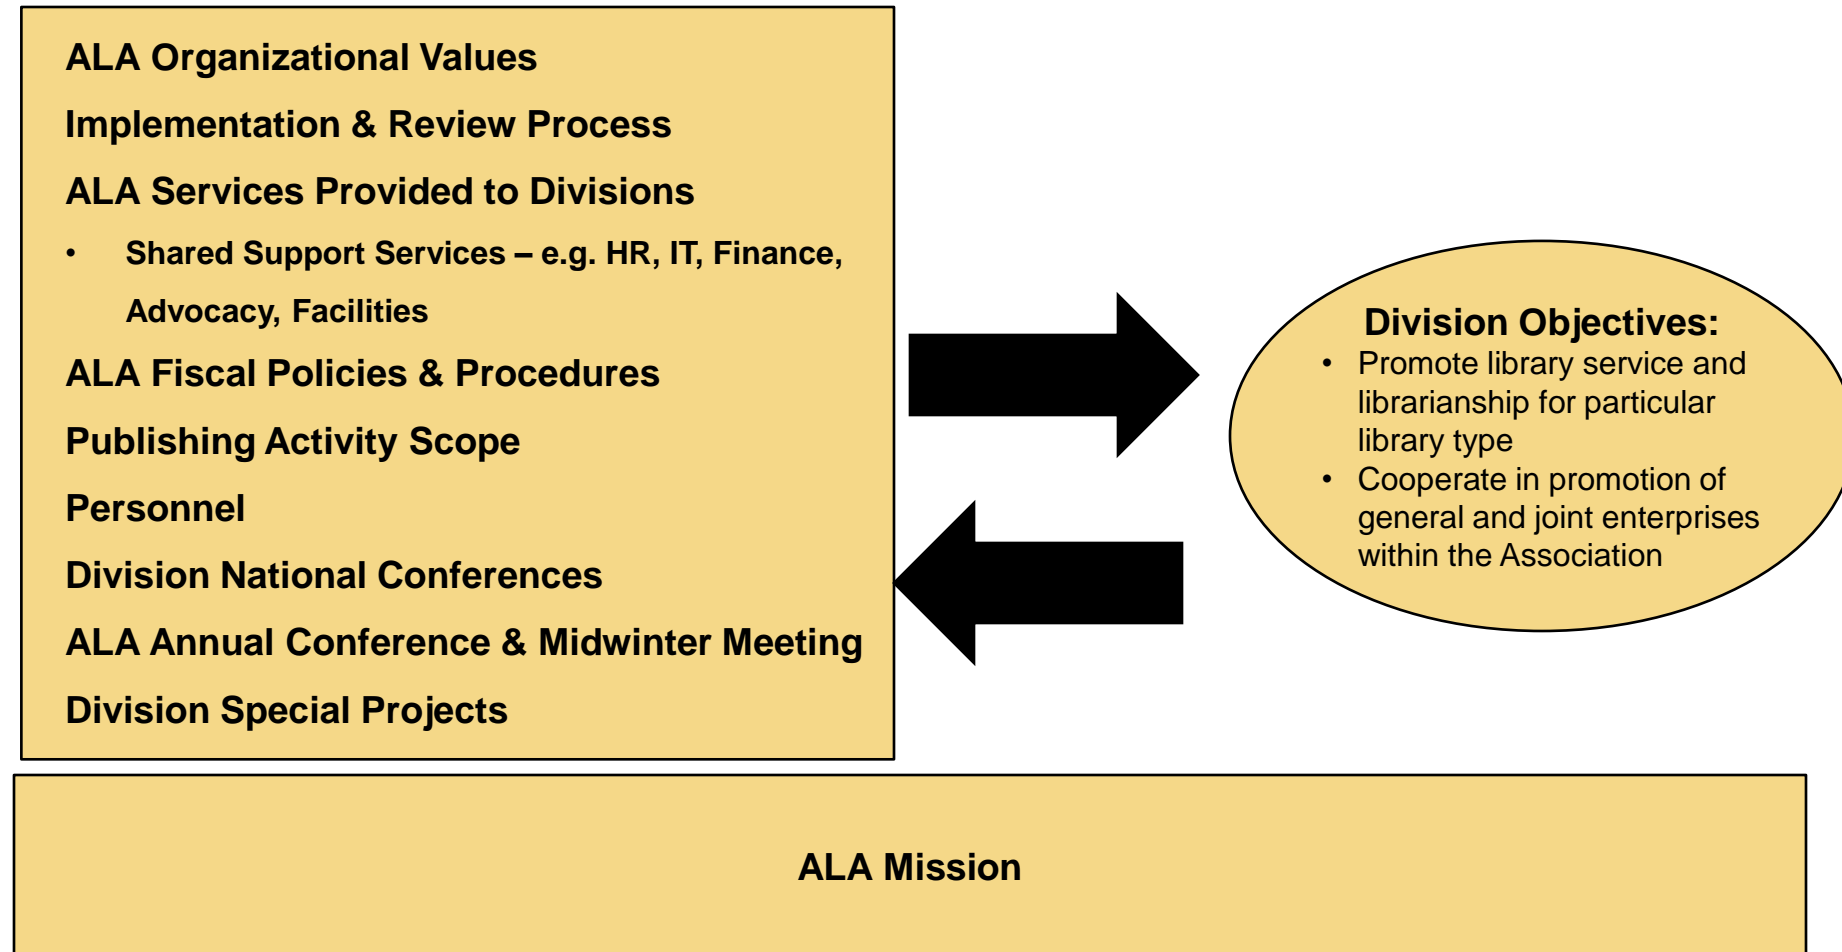 ALA Organizational Values
Implementation & Review Process
ALA Services Provided to Divisions
• Shared Support Services – e.g. HR, IT, Finance,
Advocacy, Facilities
ALA Fiscal Policies & Procedures
Publishing Activity Scope
Personnel
Division National Conferences
ALA Annual Conference & Midwinter Meeting
Division Special Projects
Division Objectives:
• Promote library service and
librarianship for particular
library type
• Cooperate in promotion of
general and joint enterprises
within the Association
ALA Mission